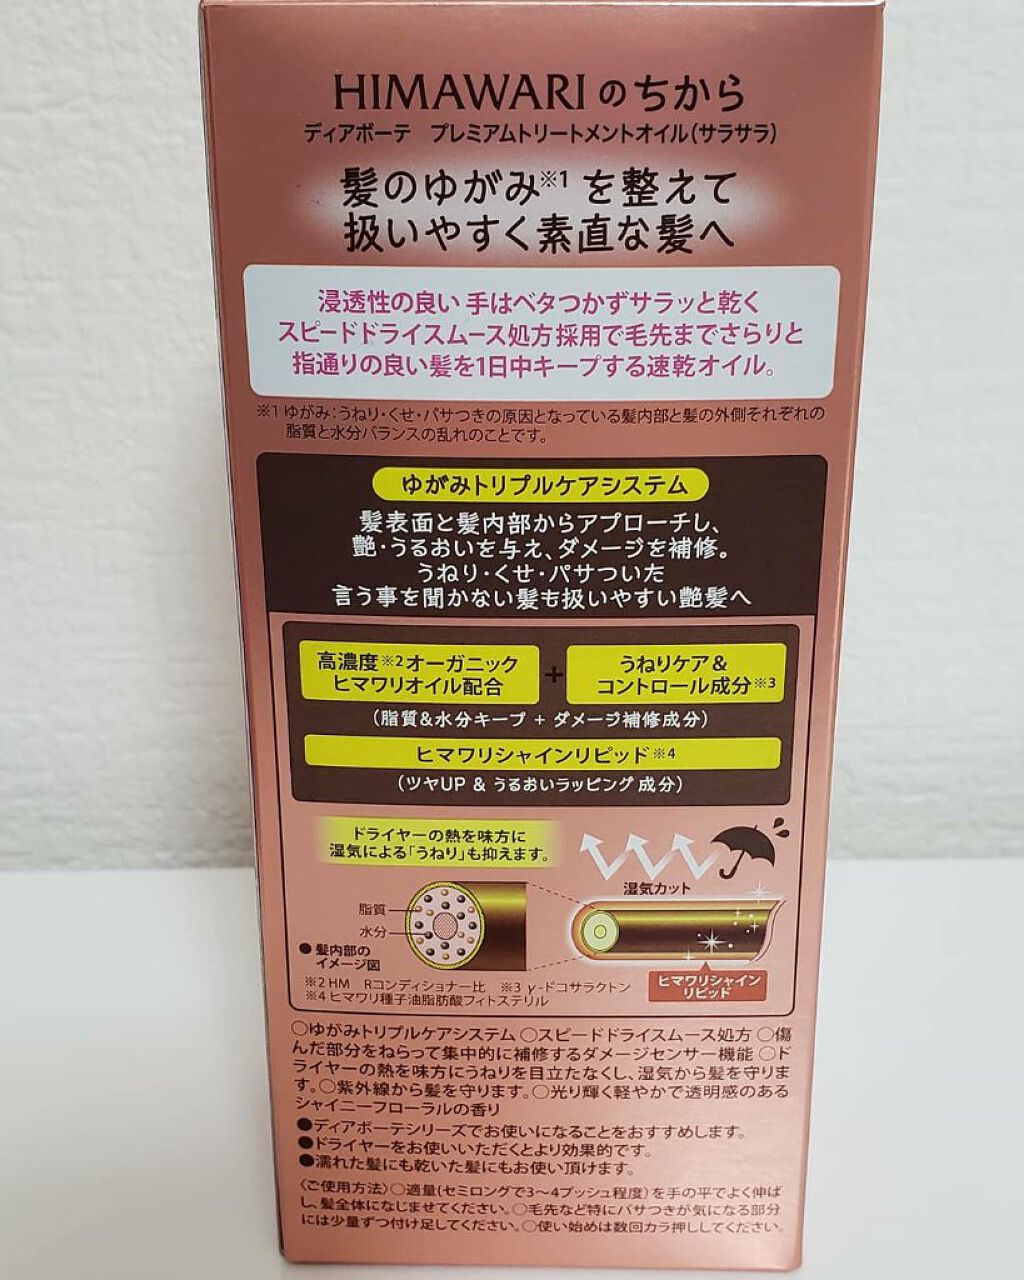 HIMAWARIのちから
ディアボーテ プレミアムトリートメントオイル(サラサラ)
髪のゆがみ※1を整えて
扱いやすく素直な髪へ
浸透性の良い 手はベタつかずサラッと乾く
スピードドライスムース処方採用で毛先までさらりと
指通りの良い髪を1日中キープする速乾オイル。
※1 ゆがみ:うねり・くせ・パサつきの原因となっている髪内部と髪の外側それぞれの
脂質と水分バランスの乱れのことです。
ゆがみトリプルケアシステム
髪表面と髪内部からアプローチし、
艶・うるおいを与え、ダメージを補修。
うねり・くせ・パサついた
言う事を聞かない髪も扱いやすい艶髪へ
高濃度※2オーガニック
ヒマワリオイル配合
+
うねりケア&
コントロール成分※3
(脂質&水分キープ + ダメージ補修成分)
ヒマワリシャインリピッド※4
(ツヤUP & うるおいラッピング成分)
ドライヤーの熱を味方に
湿気による「うねり」も抑えます。
湿気カット
脂質
水分
●髪内部の
イメージ図
ヒマワリシャイン
リピッド
※2 HM Rコンディショナー比 ※3 γ-ドコサラクトン
※4 ヒマワリ種子油脂肪酸フィトステリル
○ゆがみトリプルケアシステム ○スピードドライスムース処方 ○傷
んだ部分をねらって集中的に補修するダメージセンサー機能 ○ド
ライヤーの熱を味方にうねりを目立たなくし、湿気から髪を守りま
す。○紫外線から髪を守ります。○光り輝く軽やかで透明感のある
シャイニーフローラルの香り
●ディアボーテシリーズでお使いになることをおすすめします。
●ドライヤーをお使いいただくとより効果的です。
●濡れた髪にも乾いた髪にもお使い頂けます。
〈ご使用方法〉○適量(セミロングで3〜4プッシュ程度)を手の平でよく伸ば
し、髪全体になじませてください。○毛先など特にパサつきが気になる部分
には少量ずつ付け足してください。○使い始めは数回カラ押ししてください。